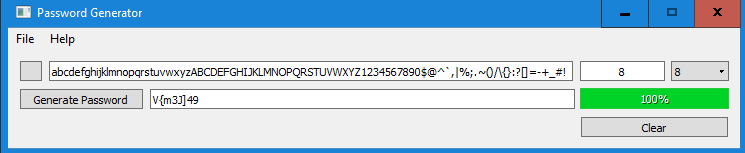 Password Generator
File Help
abcdefghijklmnopqrstuvwxyzABCDEFGHIJKLMNOPQRSTUVWXYZ1234567890$@^`,|%;.~()/\{}:?[]=-+_#! 8 8
Generate Password V{m3J]49 100%
Clear